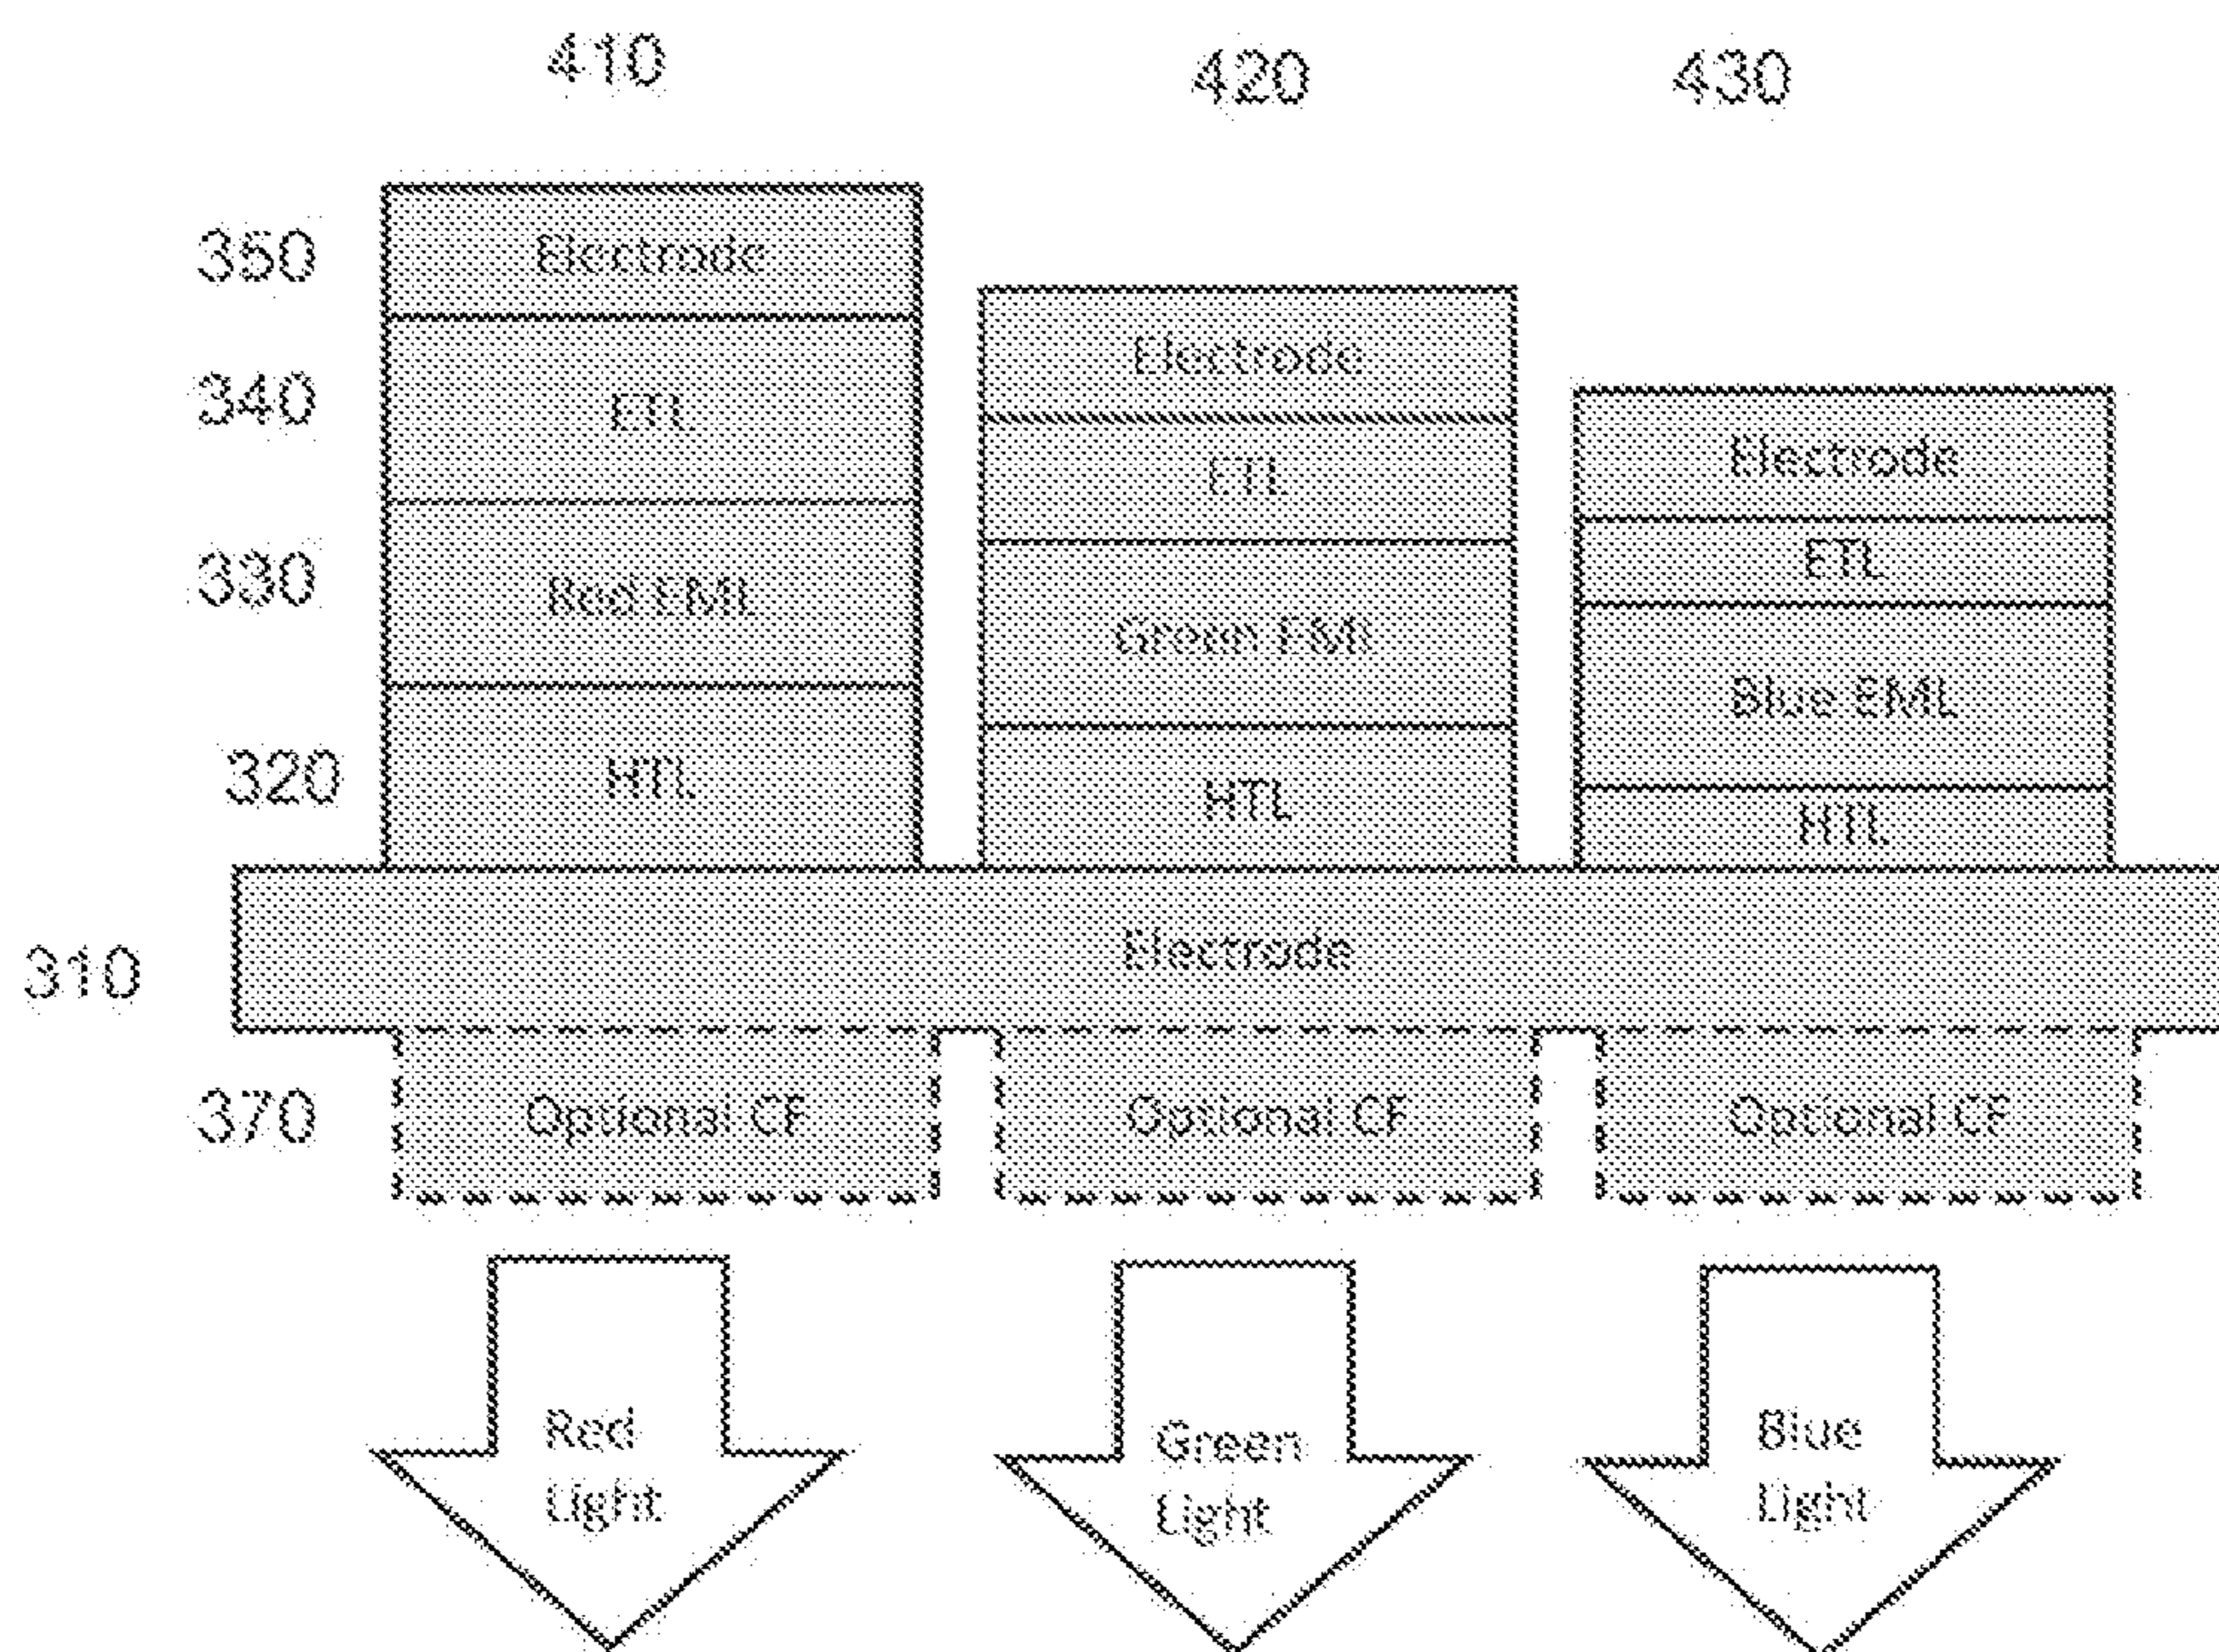 410
420
430
350
Electrode
Electrode
Electrode
340
ETL
ETL
ETL
330
Red EML
Green EML
Blue EML
320
HTL
HTL
HTL
310
Electrode
370
Optional CF
Optional CF
Optional CF
Red
Light
Green
Light
Blue
Light